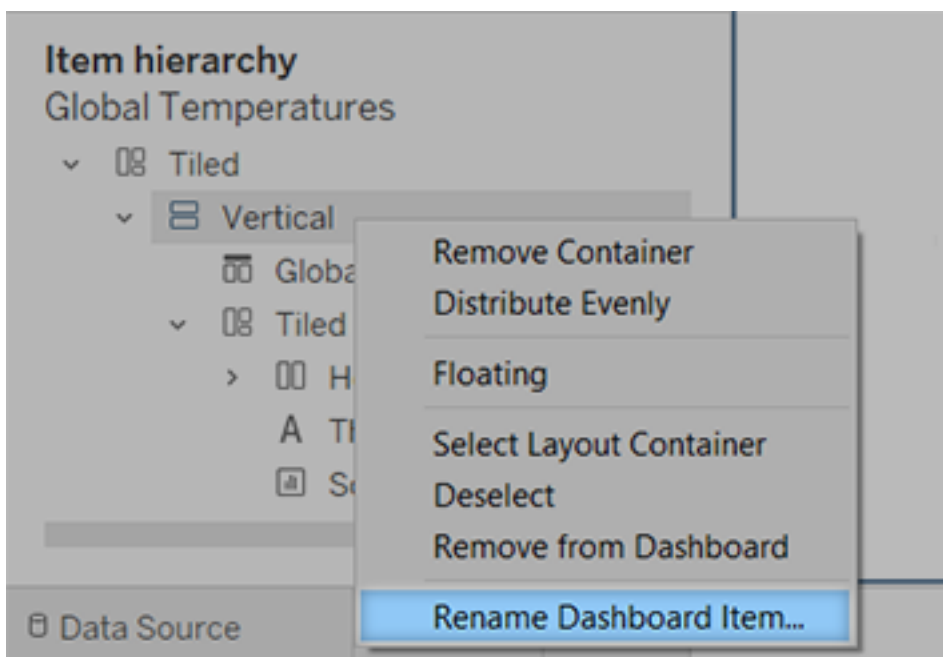 Item hierarchy
Global Temperatures
Tiled
Vertical
Tiled
Remove Container
Distribute Evenly
Floating
Select Layout Container
Deselect
Remove from Dashboard
Rename Dashboard Item...
Data Source